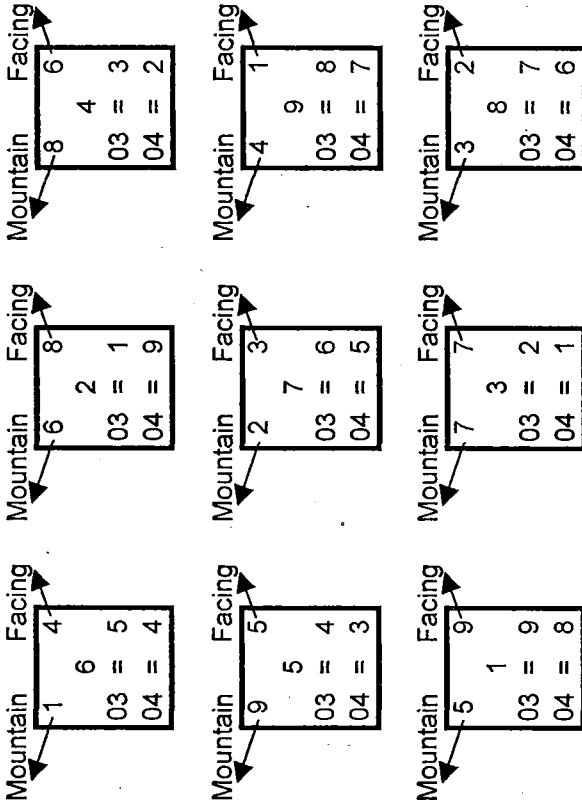 Mountain Facing Mountain Facing Mountain Facing
1 4 6 8 8 6
6 2 4
03 = 5 03 = 1 03 = 3
04 = 4 04 = 9 04 = 2
Mountain Facing Mountain Facing Mountain Facing
9 5 2 3 4 1
5 7 9
03 = 4 03 = 6 03 = 8
04 = 3 04 = 5 04 = 7
Mountain Facing Mountain Facing Mountain Facing
5 9 7 7 3 2
1 3 8
03 = 9 03 = 2 03 = 7
04 = 8 04 = 1 04 = 6